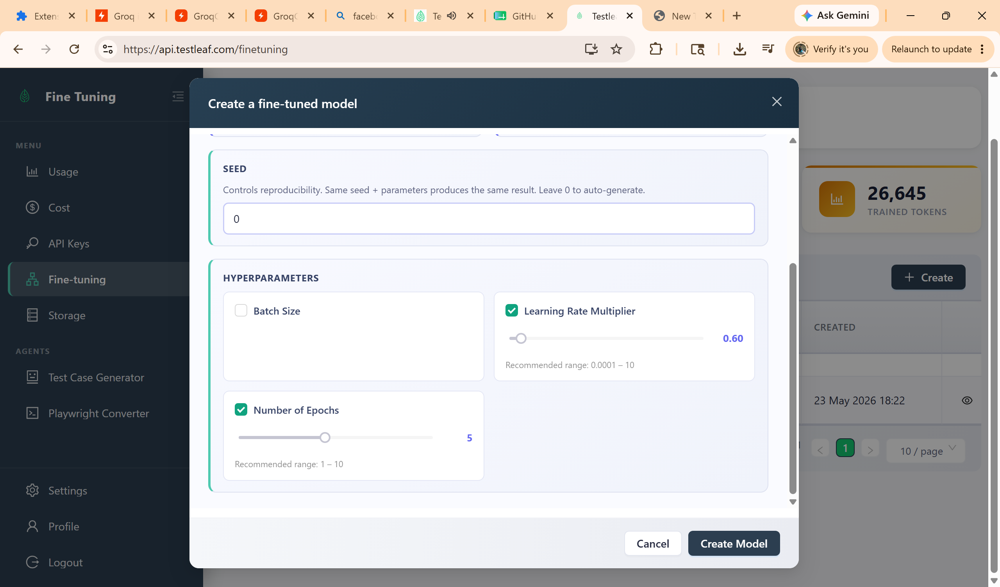 Exten
Groq
GroqC
GroqC
facebo
Te
GitHu
Testle
New T
Ask Gemini
https://api.testleaf.com/finetuning
Verify it's you
Relaunch to update
Fine Tuning
MENU
Usage
Cost
API Keys
Fine-tuning
Storage
AGENTS
Test Case Generator
Playwright Converter
Settings
Profile
Logout
Create a fine-tuned model
SEED
Controls reproducibility. Same seed + parameters produces the same result. Leave 0 to auto-generate.
0
HYPERPARAMETERS
Batch Size
Learning Rate Multiplier
0.60
Recommended range: 0.0001 – 10
Number of Epochs
5
Recommended range: 1 – 10
Cancel
Create Model
26,645
TRAINED TOKENS
+ Create
CREATED
23 May 2026 18:22
< 1 > 10 / page